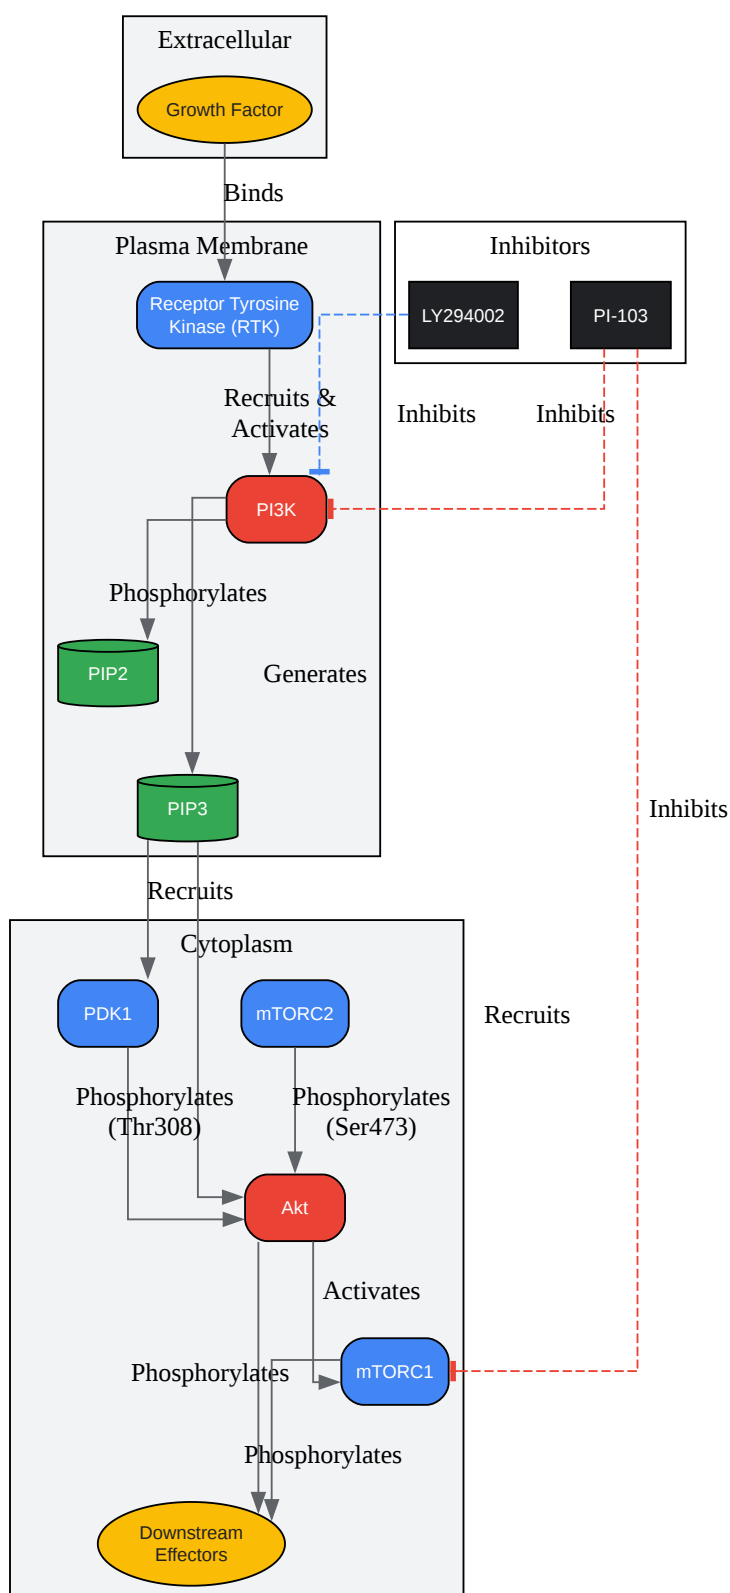 Extracellular
Growth Factor
Binds
Plasma Membrane
Inhibitors
Receptor Tyrosine
Kinase (RTK)
LY294002
PI-103
Recruits &
Activates
Inhibits
Inhibits
PI3K
Phosphorylates
PIP2
Generates
PIP3
Inhibits
Recruits
Cytoplasm
PDK1
mTORC2
Recruits
Phosphorylates
(Thr308)
Phosphorylates
(Ser473)
Akt
Activates
Phosphorylates
mTORC1
Phosphorylates
Downstream
Effectors